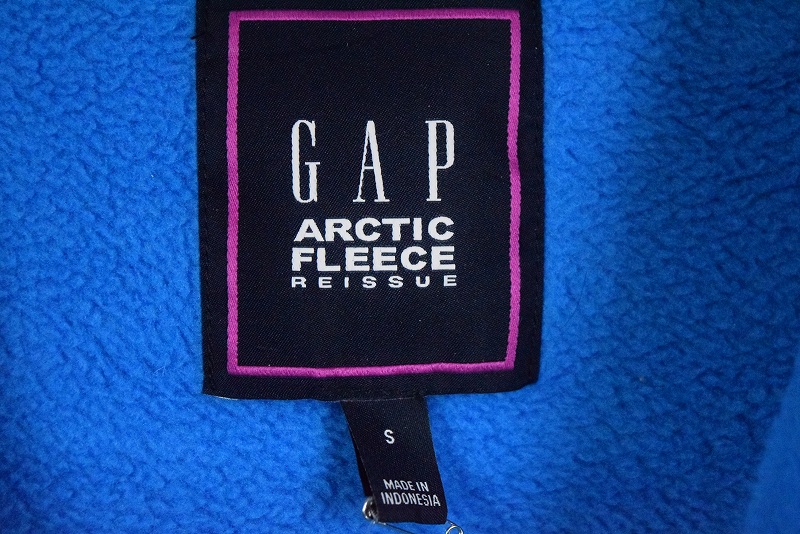 GAP
ARCTIC
FLEECE
REISSUE
S
MADE IN
INDONESIA